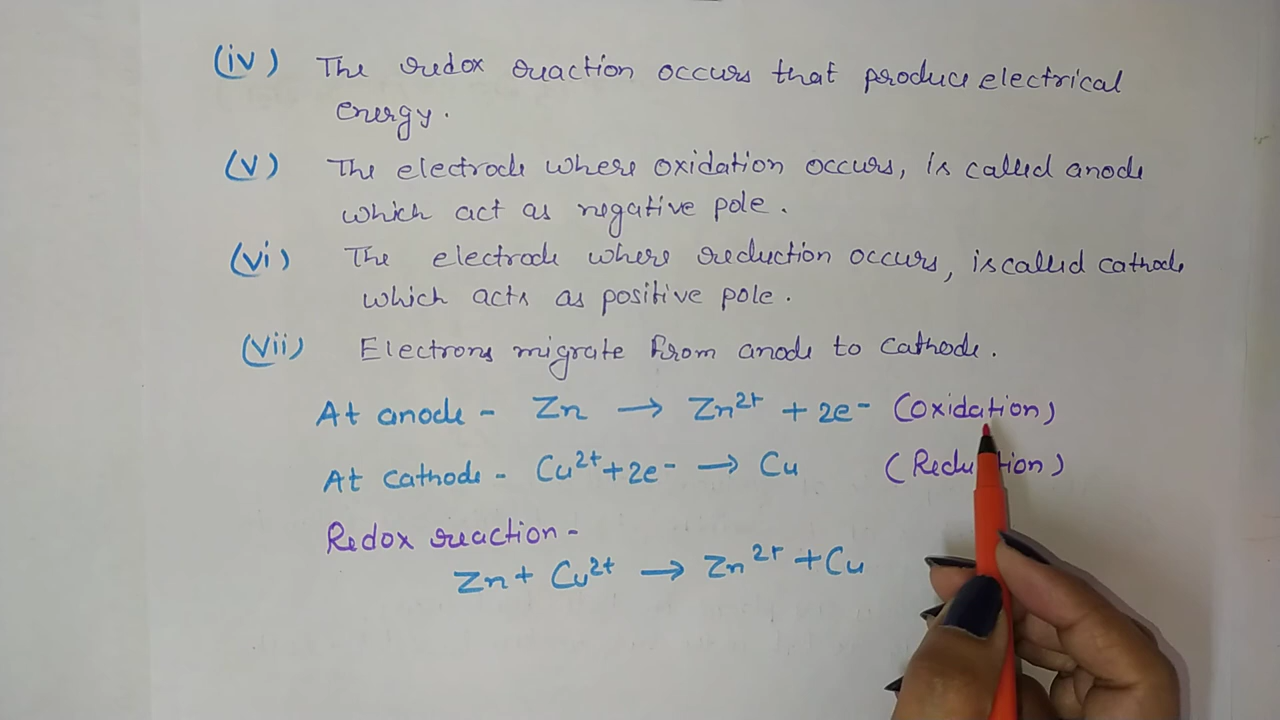 (iv) The redox reaction occurs that produce electrical
energy.
(v) The electrode where oxidation occurs, is called anode
which act as negative pole.
(vi) The electrode where reduction occurs, is called cathode
which acts as positive pole.
(vii) Electrons migrate from anode to cathode.
At anode - Zn → Zn²⁺ + 2e⁻ (Oxidation)
At cathode - Cu²⁺ + 2e⁻ → Cu (Reduction)
Redox reaction -
Zn + Cu²⁺ → Zn²⁺ + Cu